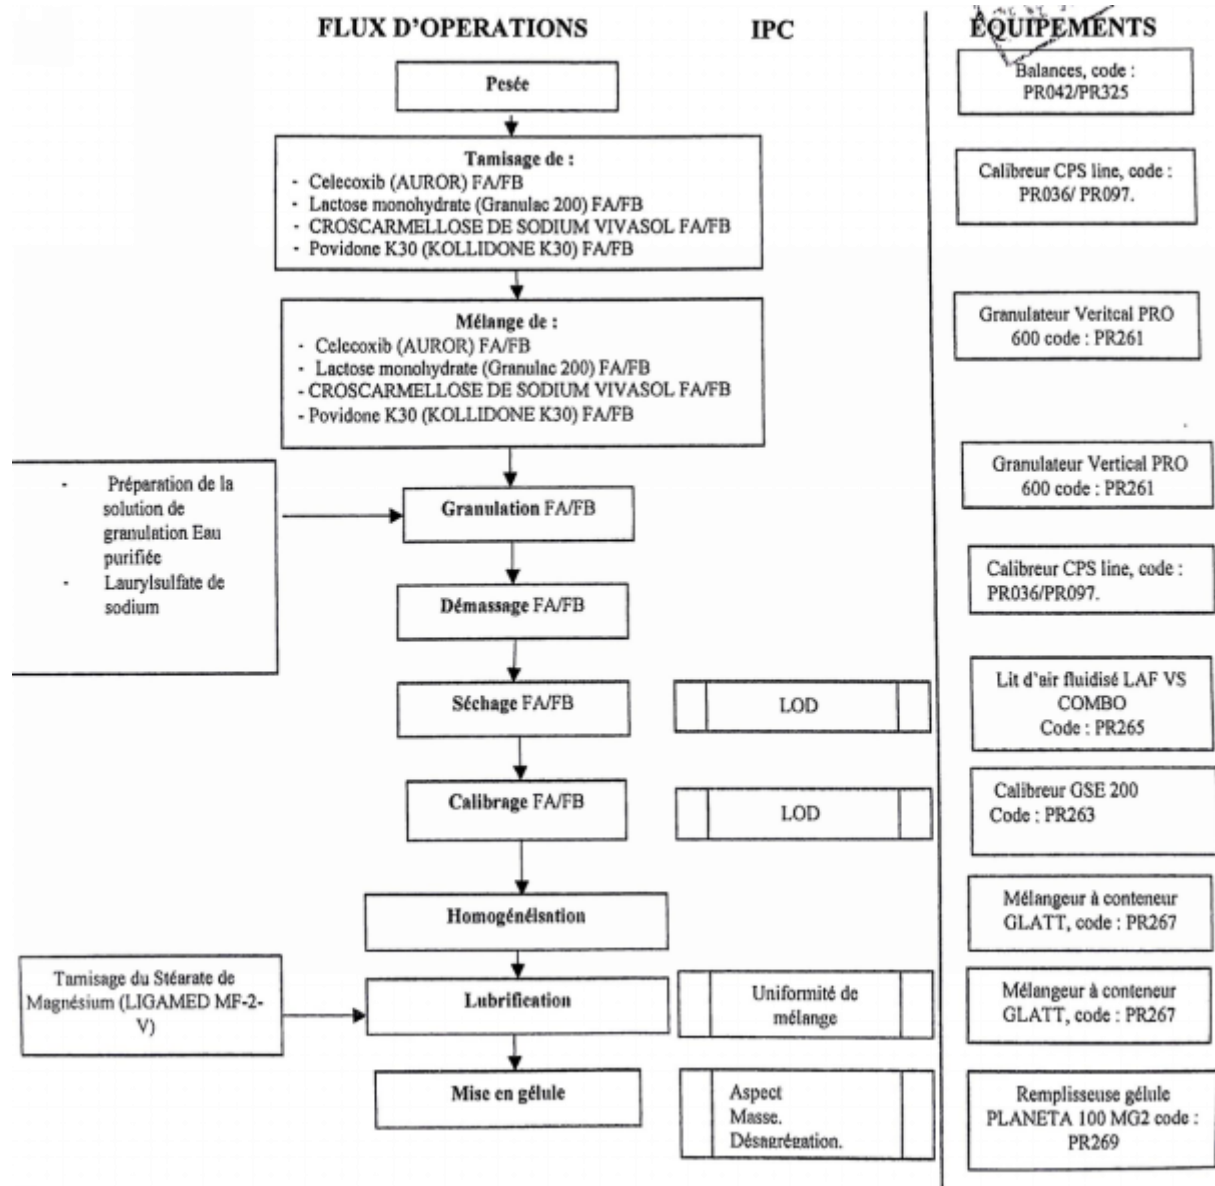 FLUX D’OPERATIONS
IPC
ÉQUIPEMENTS
Pesée
Balances, code :
PR042/PR325
Tamisage de :
- Celecoxib (AUROR) FA/FB
- Lactose monohydrate (Granulac 200) FA/FB
- CROSCARMELLOSE DE SODIUM VIVASOL FA/FB
- Povidone K30 (KOLLIDONE K30) FA/FB
Calibreur CPS line, code :
PR036/ PR097.
Mélange de :
- Celecoxib (AUROR) FA/FB
- Lactose monohydrate (Granulac 200) FA/FB
- CROSCARMELLOSE DE SODIUM VIVASOL FA/FB
- Povidone K30 (KOLLIDONE K30) FA/FB
Granulateur Veritcal PRO
600 code : PR261
- Préparation de la
solution de
granulation Eau
purifiée
- Laurylsulfate de
sodium
Granulation FA/FB
Granulateur Vertical PRO
600 code : PR261
Démassage FA/FB
Calibreur CPS line, code :
PR036/PR097.
Séchage FA/FB
LOD
Lit d’air fluidisé LAF VS
COMBO
Code : PR265
Calibrage FA/FB
LOD
Calibreur GSE 200
Code : PR263
Homogénéisation
Mélangeur à conteneur
GLATT, code : PR267
Tamisage du Stéarate de
Magnésium (LIGAMED MF-2-
V)
Lubrification
Uniformité de
mélange
Mélangeur à conteneur
GLATT, code : PR267
Mise en gélule
Aspect
Masse.
Désagrégation.
Remplisseuse gélule
PLANETA 100 MG2 code :
PR269